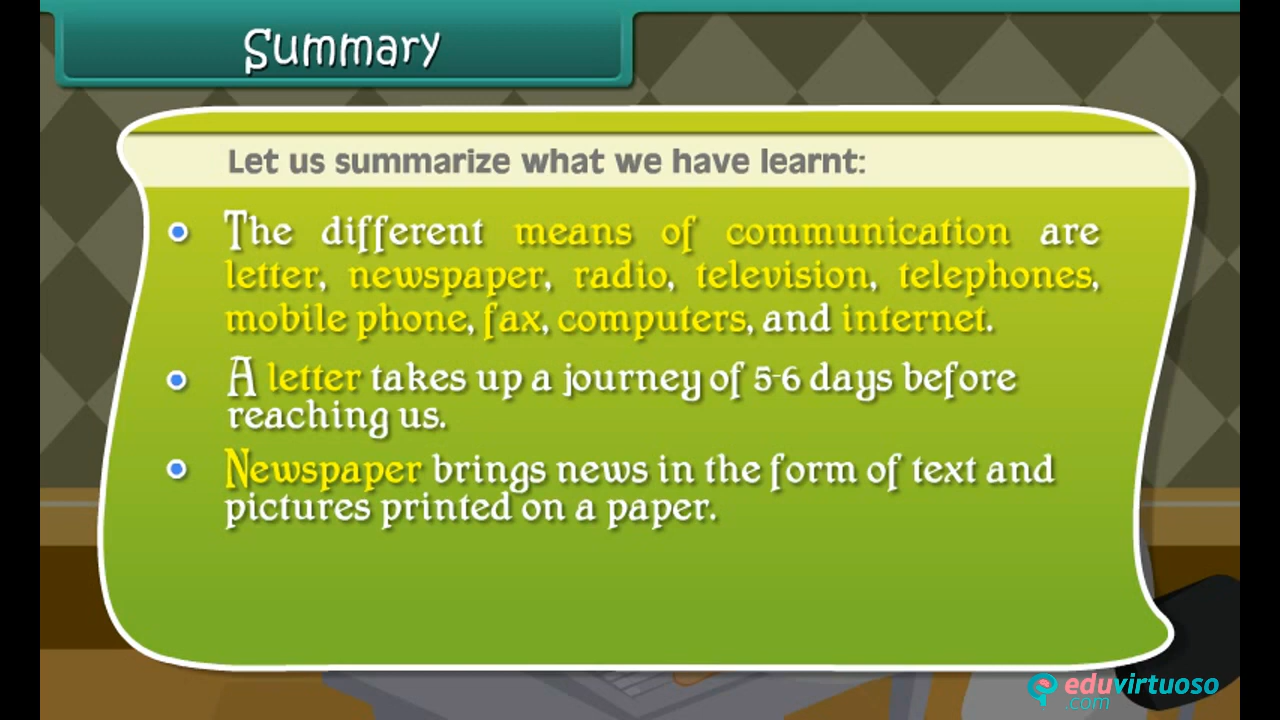 Summary
Let us summarize what we have learnt:
The different means of communication are
letter, newspaper, radio, television, telephones,
mobile phone, fax, computers, and internet.
A letter takes up a journey of 5-6 days before
reaching us.
Newspaper brings news in the form of text and
pictures printed on a paper.
eduvirtuoso
.com